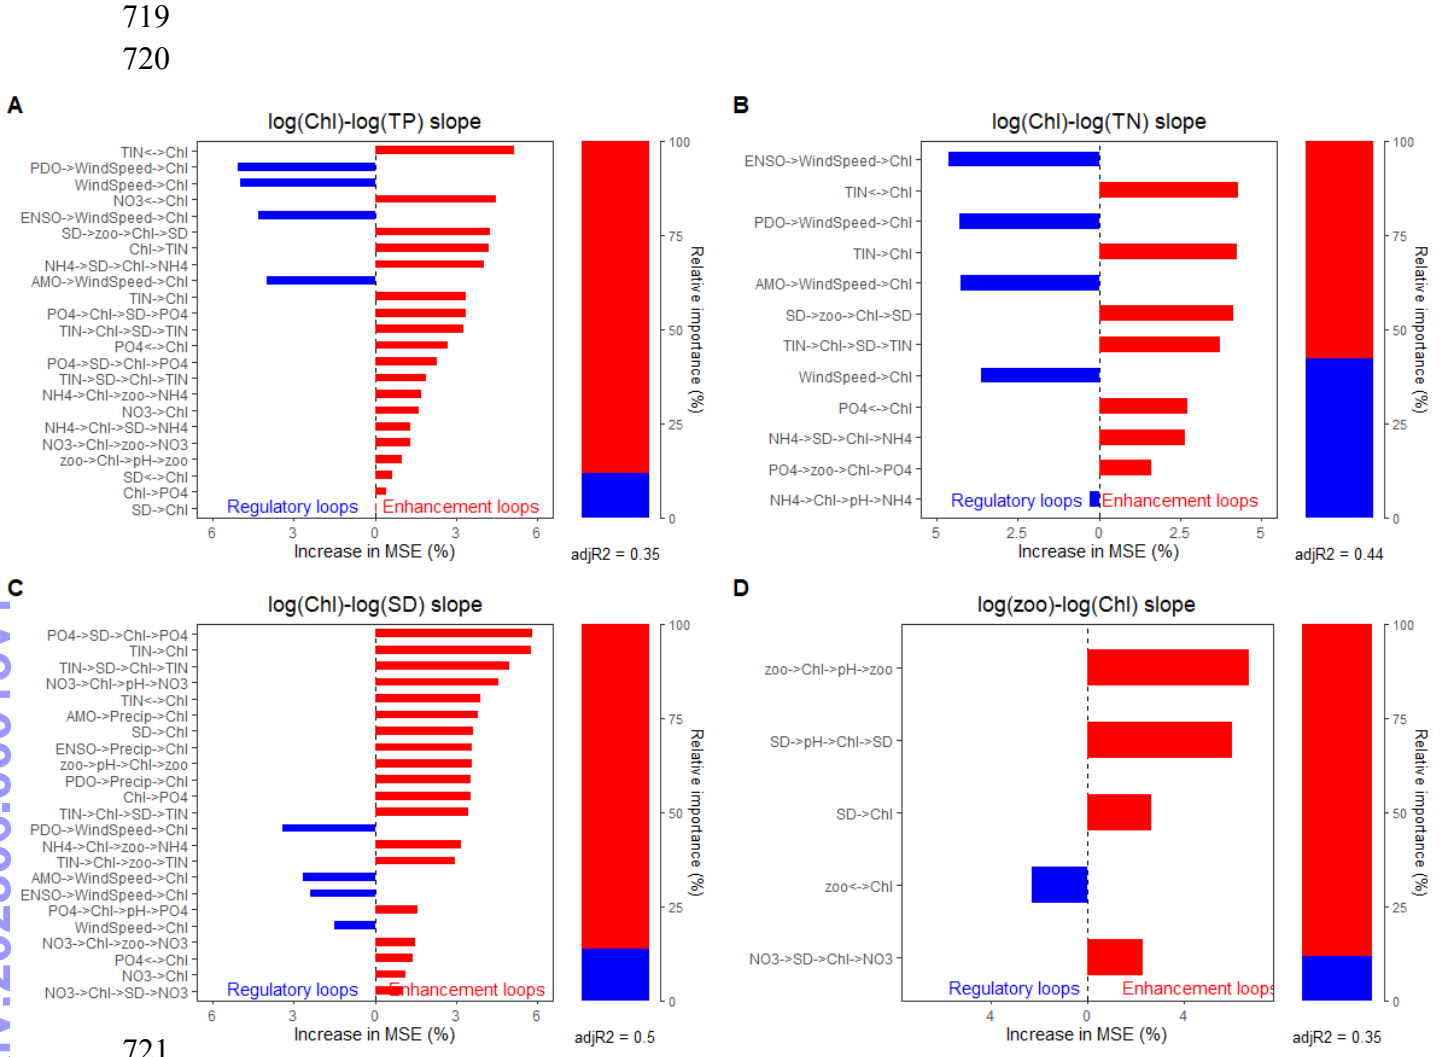 719
720
A
log(Chl)-log(TP) slope
TIN<->Chl
PDO->WindSpeed->Chl
WindSpeed->Chl
NO3<->Chl
ENSO->WindSpeed->Chl
SD->zoo->Chl->SD
Chl->TIN
NH4->SD->Chl->NH4
AMO->WindSpeed->Chl
TIN->Chl
PO4->Chl->SD->PO4
TIN->Chl->SD->TIN
PO4<->Chl
PO4->SD->Chl->PO4
TIN->SD->Chl->TIN
NH4->Chl->zoo->NH4
NO3->Chl
NH4->Chl->SD->NH4
NO3->Chl->zoo->NO3
zoo->Chl->pH->zoo
SD<->Chl
Chl->PO4
SD->Chl
Regulatory loops
Enhancement loops
6 3 0 3 6
Increase in MSE (%)
100
75
50
25
0
Relative importance (%)
adjR2 = 0.35
B
log(Chl)-log(TN) slope
ENSO->WindSpeed->Chl
TIN<->Chl
PDO->WindSpeed->Chl
TIN->Chl
AMO->WindSpeed->Chl
SD->zoo->Chl->SD
TIN->Chl->SD->TIN
WindSpeed->Chl
PO4<->Chl
NH4->SD->Chl->NH4
PO4->zoo->Chl->PO4
NH4->Chl->pH->NH4
Regulatory loops
Enhancement loops
5 2.5 0 2.5 5
Increase in MSE (%)
100
75
50
25
0
Relative importance (%)
adjR2 = 0.44
C
log(Chl)-log(SD) slope
PO4->SD->Chl->PO4
TIN->Chl
TIN->SD->Chl->TIN
NO3->Chl->pH->NO3
TIN<->Chl
AMO->Precip->Chl
SD->Chl
ENSO->Precip->Chl
zoo->pH->Chl->zoo
PDO->Precip->Chl
Chl->PO4
TIN->Chl->SD->TIN
PDO->WindSpeed->Chl
NH4->Chl->zoo->NH4
TIN->Chl->zoo->TIN
AMO->WindSpeed->Chl
ENSO->WindSpeed->Chl
PO4->Chl->pH->PO4
WindSpeed->Chl
NO3->Chl->zoo->NO3
PO4<->Chl
NO3->Chl
NO3->Chl->SD->NO3
Regulatory loops
Enhancement loops
6 3 0 3 6
Increase in MSE (%)
100
75
50
25
0
Relative importance (%)
adjR2 = 0.5
D
log(zoo)-log(Chl) slope
zoo->Chl->pH->zoo
SD->pH->Chl->SD
SD->Chl
zoo<->Chl
NO3->SD->Chl->NO3
Regulatory loops
Enhancement loops
4 0 4
Increase in MSE (%)
100
75
50
25
0
Relative importance (%)
adjR2 = 0.35
721